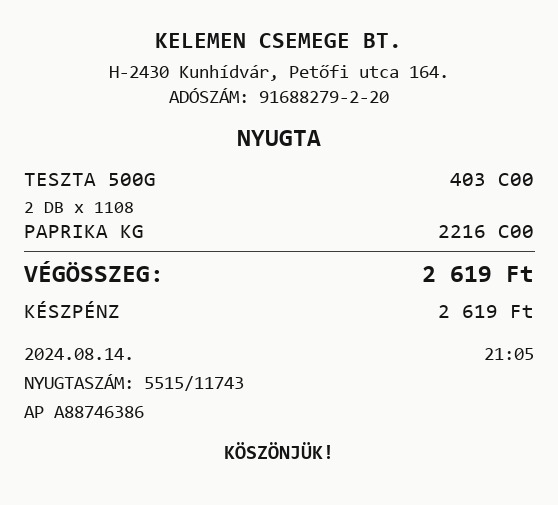 KELEMEN CSEMEGE BT.
H-2430 Kunhídvár, Petőfi utca 164.
ADÓSZÁM: 91688279-2-20
NYUGTA
TESZTA 500G 403 C00
2 DB x 1108
PAPRIKA KG 2216 C00
VÉGÖSSZEG: 2 619 Ft
KÉSZPÉNZ 2 619 Ft
2024.08.14. 21:05
NYUGTASZÁM: 5515/11743
AP A88746386
KÖSZÖNJÜK!